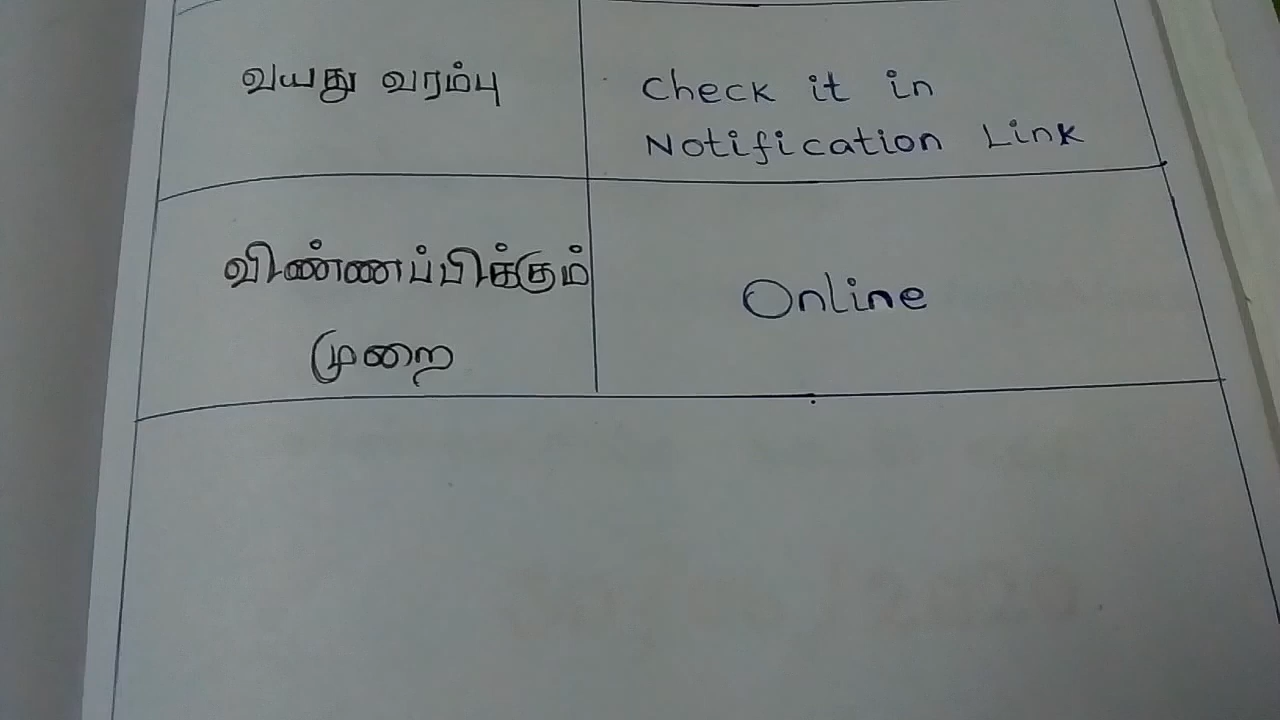 வயது வரம்பு
Check it in
Notification Link
விண்ணப்பிக்கும்
முறை
Online